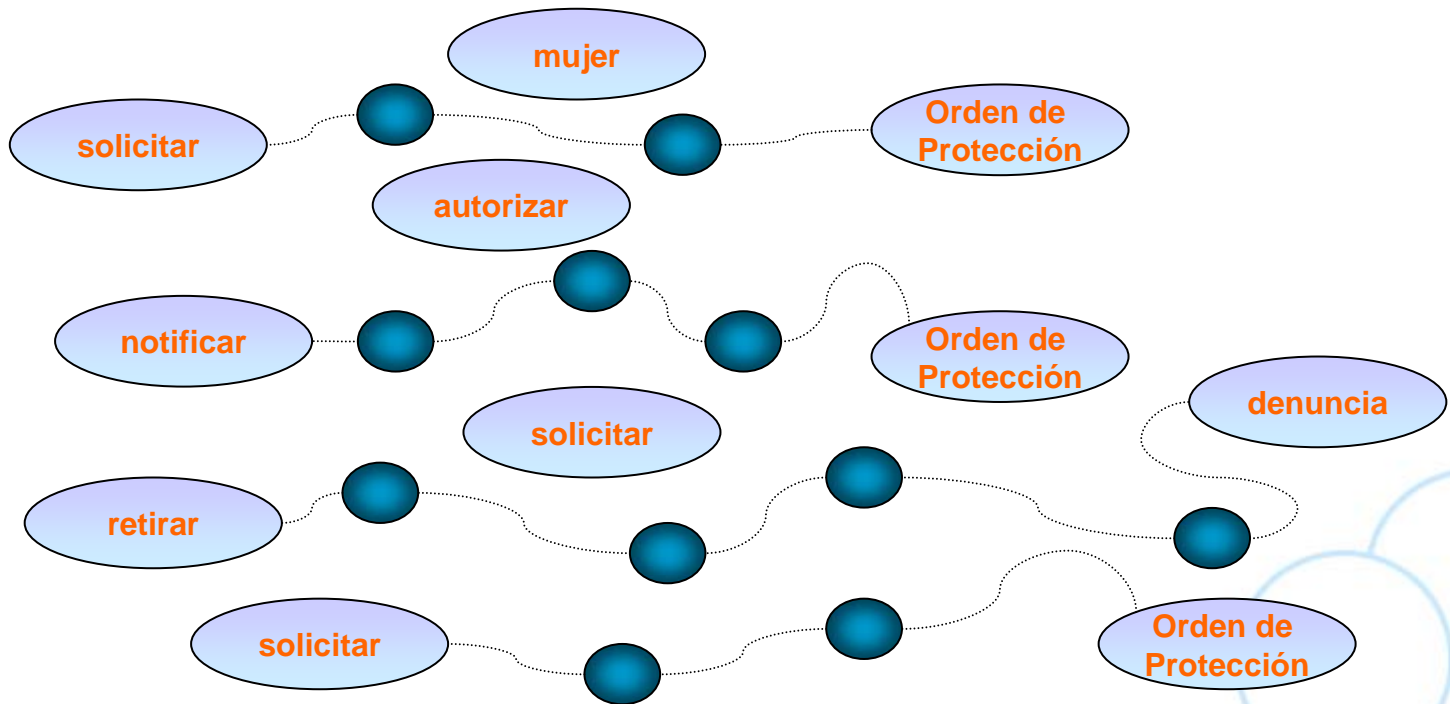 mujer
solicitar
Orden de
Protección
autorizar
notificar
Orden de
Protección
denuncia
solicitar
retirar
solicitar
Orden de
Protección